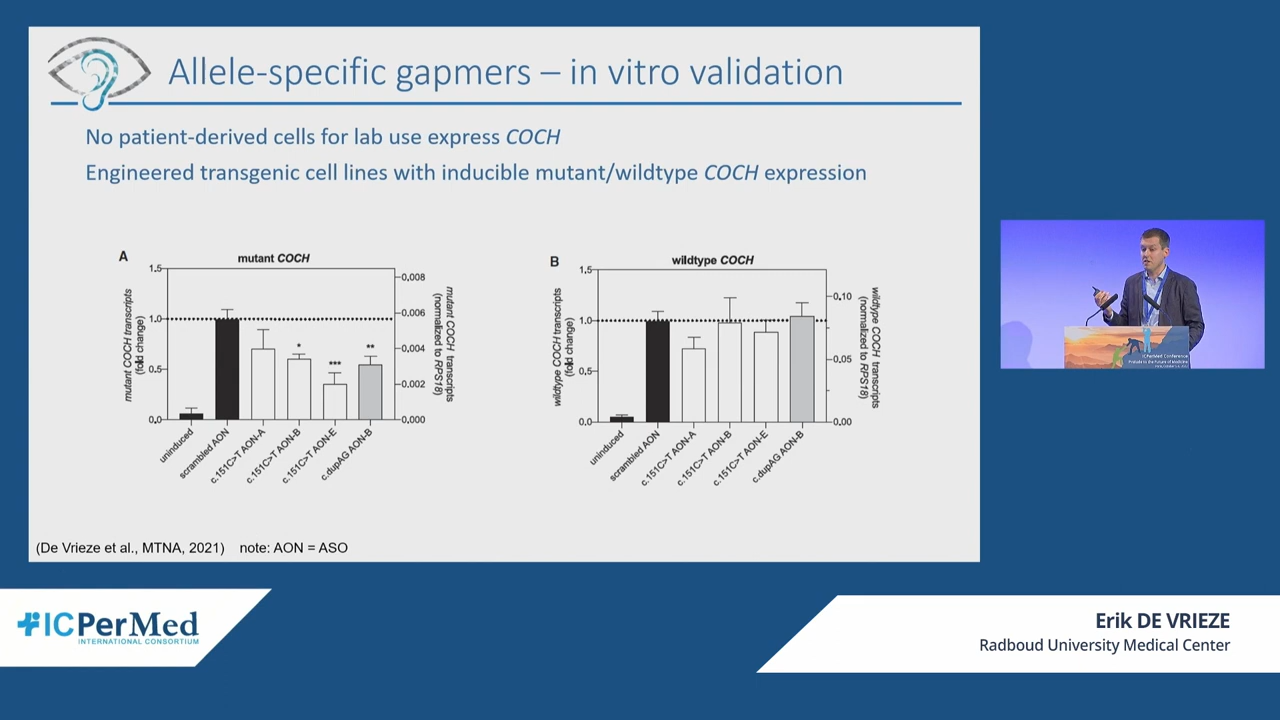 Allele-specific gapmers – in vitro validation
No patient-derived cells for lab use express COCH
Engineered transgenic cell lines with inducible mutant/wildtype COCH expression
A
mutant COCH
mutant COCH transcripts
(fold change)
1.5
1.0
0.5
0.0
0.008
0.006
0.004
0.002
0.000
mutant COCH transcripts
(normalized to RPS18)
*
***
**
uninduced
scrambled AON
c.151C>T AON-A
c.151C>T AON-B
c.151C>T AON-E
c.dupAG AON-B
B
wildtype COCH
wildtype COCH transcripts
(fold change)
1.5
1.0
0.5
0.0
0.10
0.05
0.00
wildtype COCH transcripts
(normalized to RPS18)
uninduced
scrambled AON
c.151C>T AON-A
c.151C>T AON-B
c.151C>T AON-E
c.dupAG AON-B
(De Vrieze et al., MTNA, 2021) note: AON = ASO
ICPerMed Conference
ICPerMed
INTERNATIONAL CONSORTIUM
Erik DE VRIEZE
Radboud University Medical Center